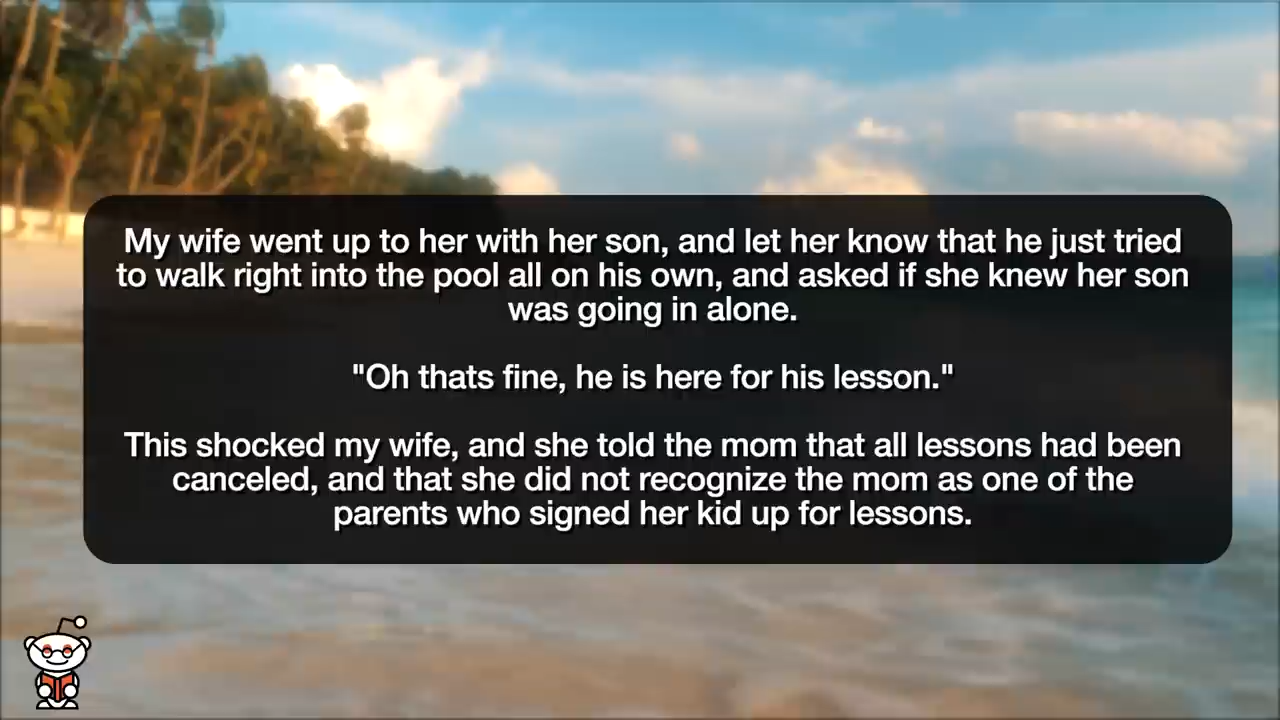 My wife went up to her with her son, and let her know that he just tried
to walk right into the pool all on his own, and asked if she knew her son
was going in alone.
"Oh thats fine, he is here for his lesson."
This shocked my wife, and she told the mom that all lessons had been
canceled, and that she did not recognize the mom as one of the
parents who signed her kid up for lessons.